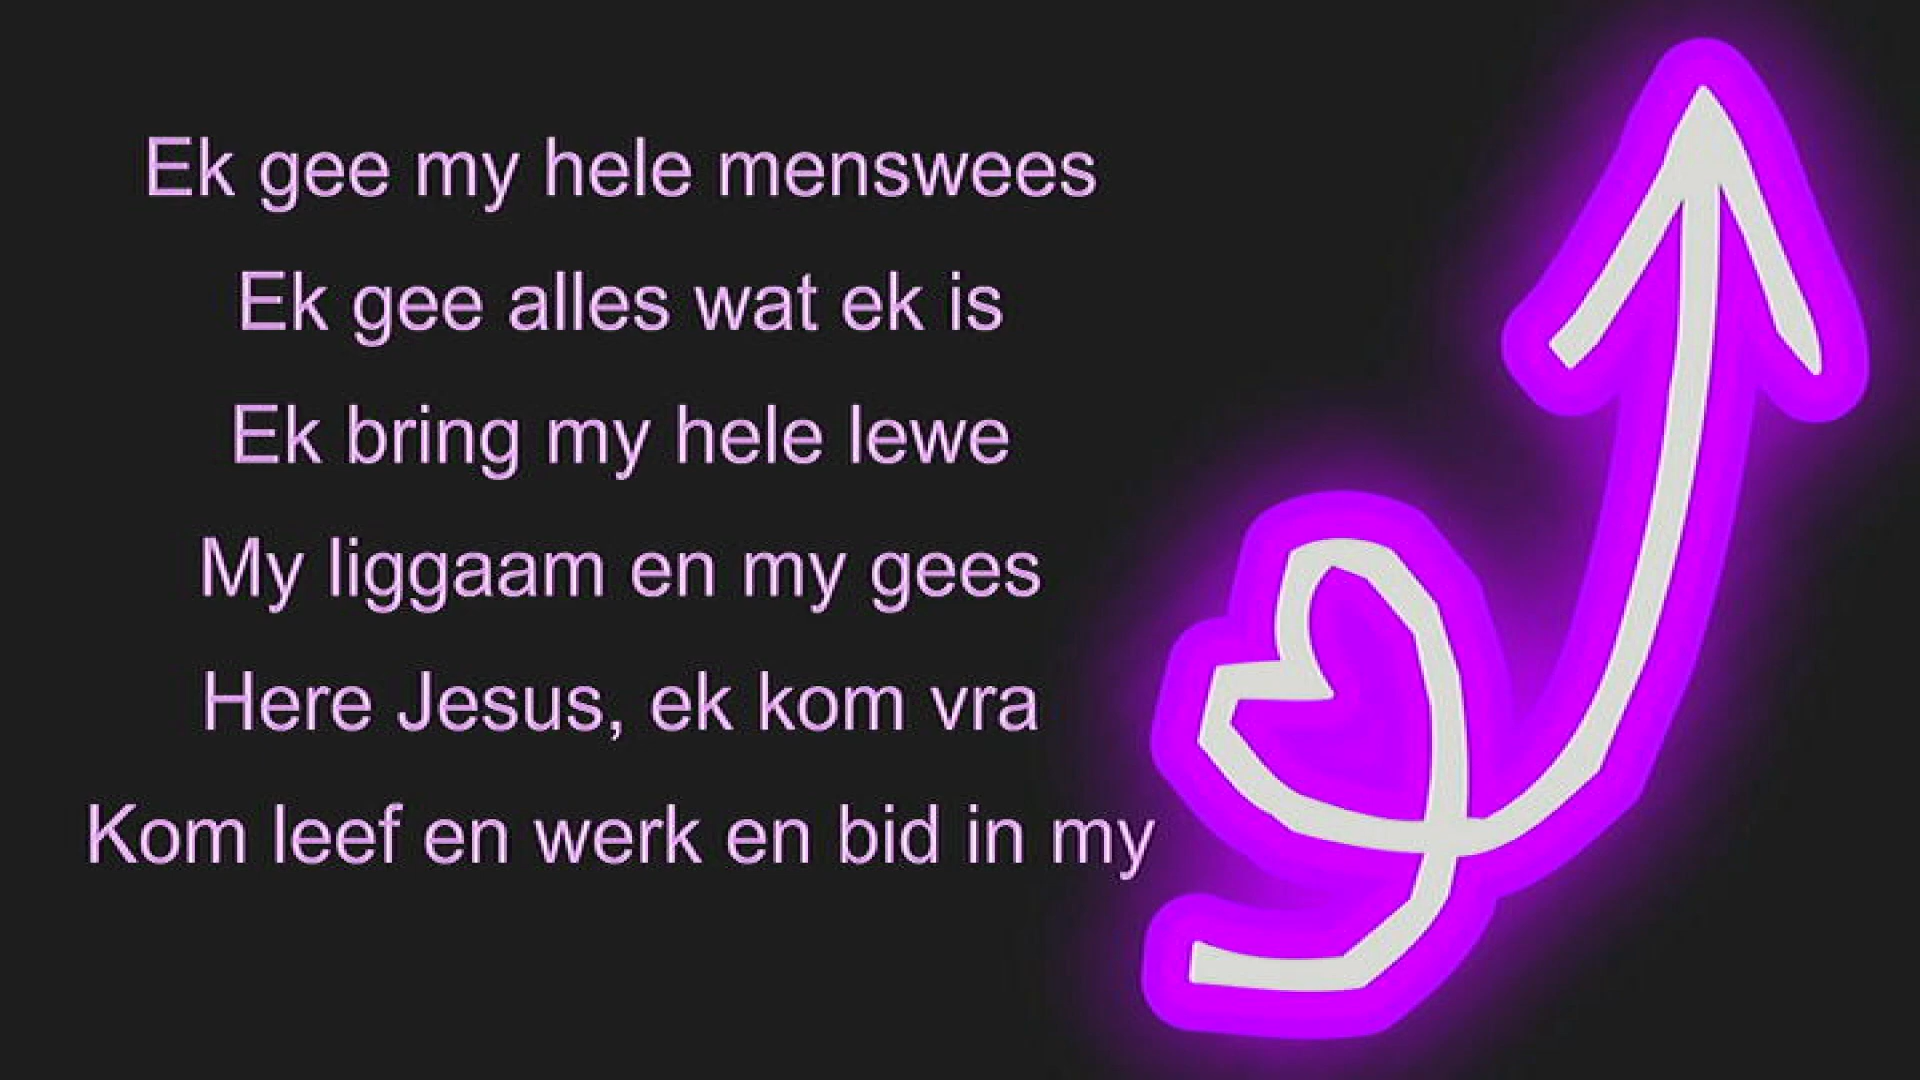 Ek gee my hele menswees
Ek gee alles wat ek is
Ek bring my hele lewe
My liggaam en my gees
Here Jesus, ek kom vra
Kom leef en werk en bid in my